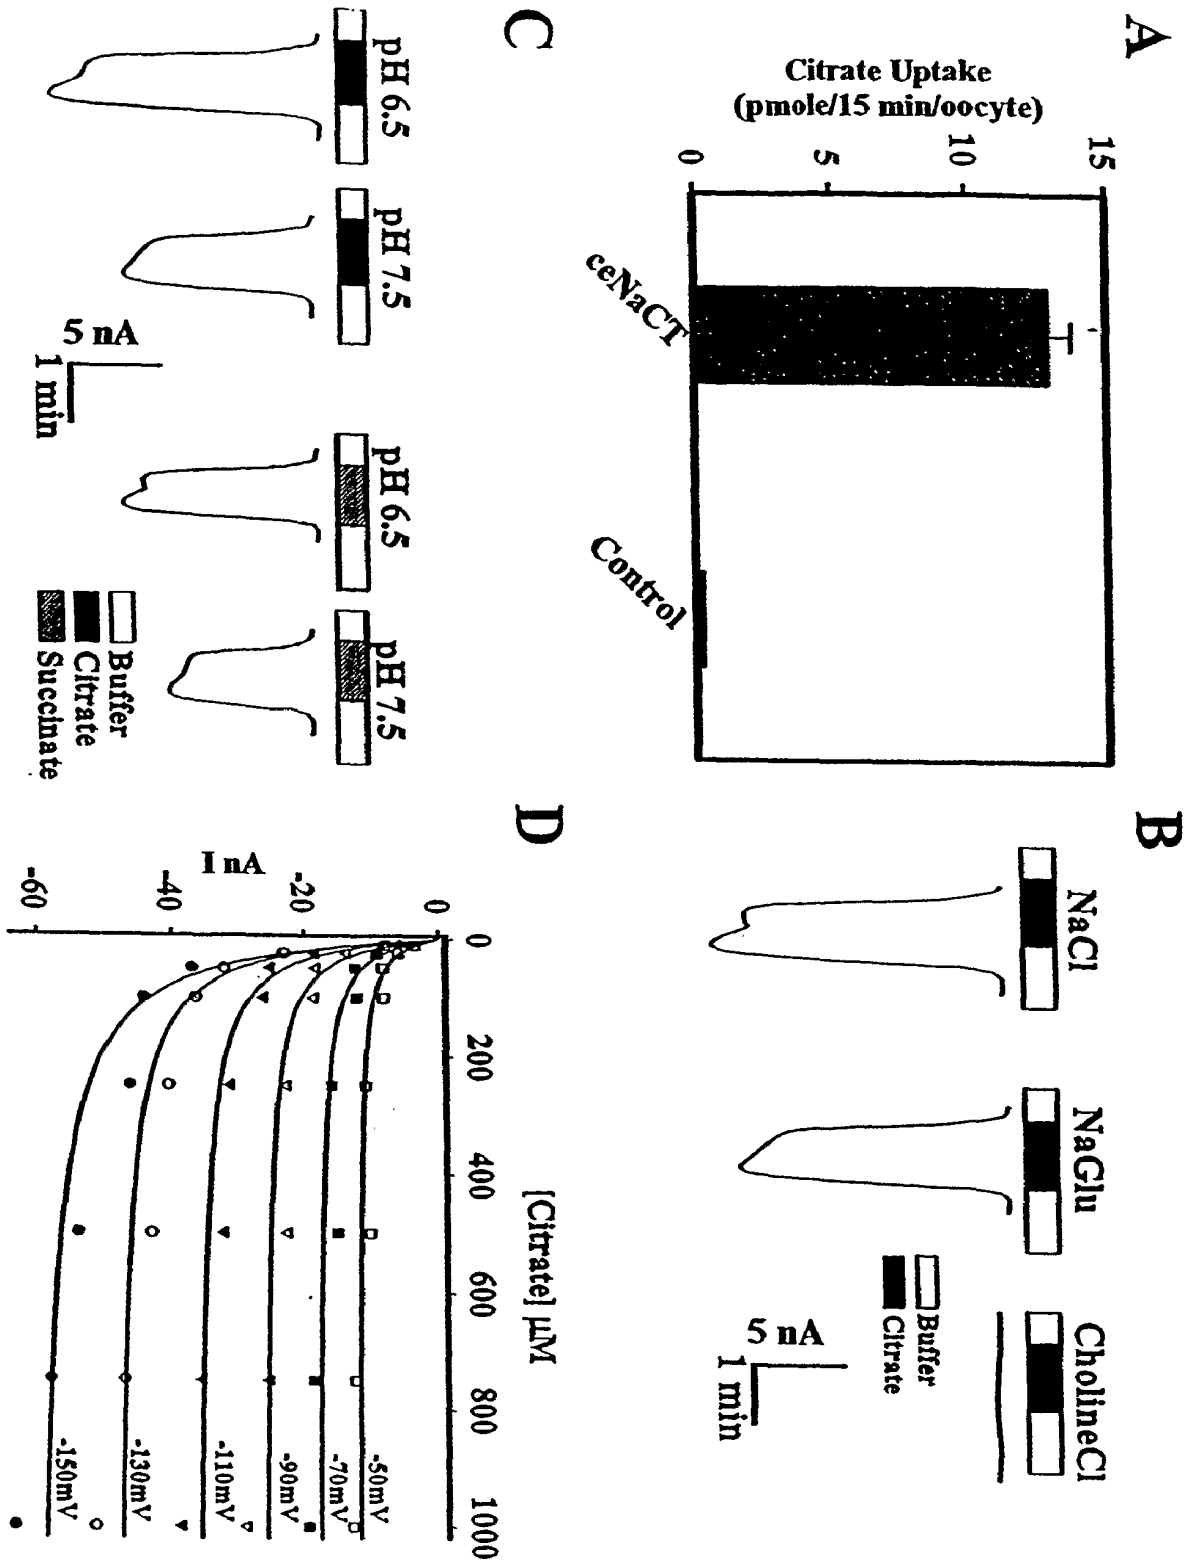 A
Citrate Uptake
(pmole/15 min/oocyte)
15
10
5
0
ceNaCT
Control
B
NaCl
NaGlu
CholineCl
Buffer
Citrate
5 nA
1 min
C
pH 6.5
pH 7.5
pH 6.5
pH 7.5
5 nA
1 min
Buffer
Citrate
Succinate
D
[Citrate] µM
0
200
400
600
800
1000
I nA
0
-20
-40
-60
-50mV
-70mV
-90mV
-110mV
-130mV
-150mV